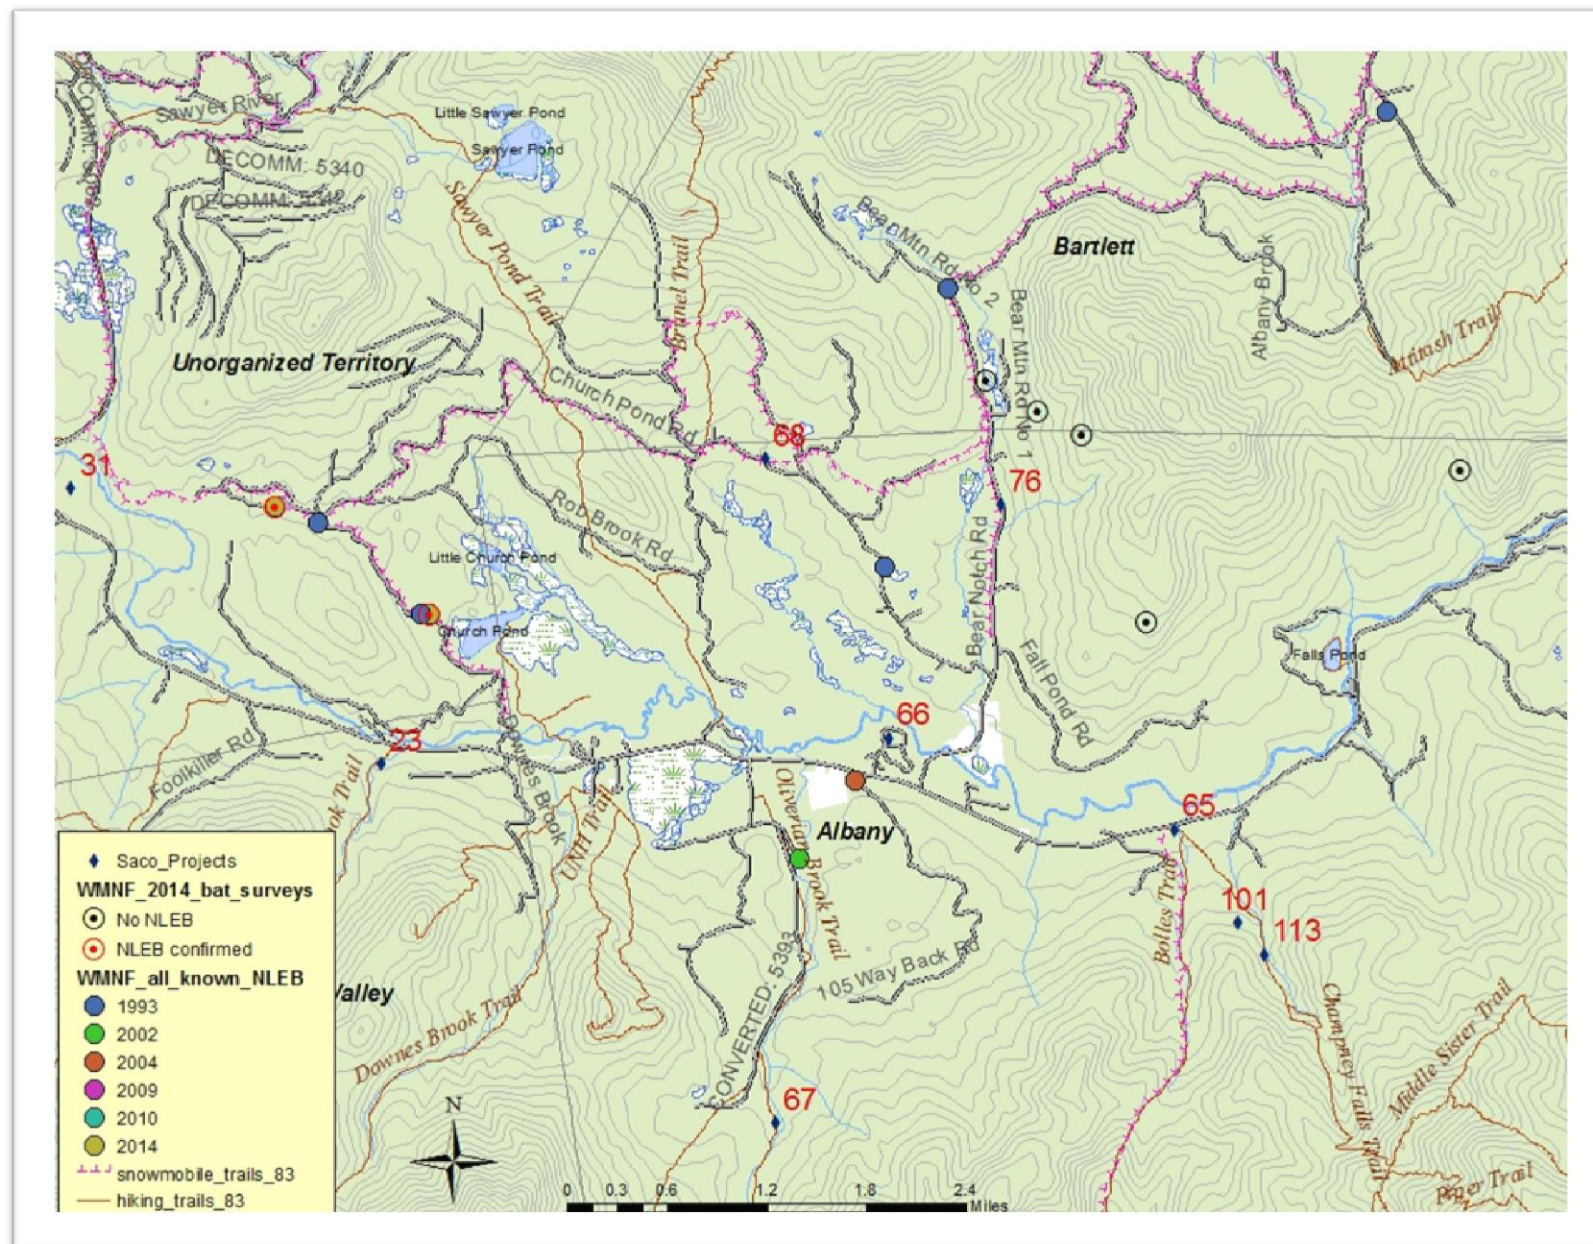 Sawyer River
Little Sawyer Pond
Sawyer Pond
DECOMM: 5340
DECOMM: 5342
Sawyer Pond Trail
Brunel Trail
Bear Mtn Rd No 2
Bartlett
Albany Brook
Attitash Trail
Bear Mtn Rd No 1
Unorganized Territory
Church Pond Rd
68
31
76
Rob Brook Rd
Little Church Pond
Church Pond
Bear Notch Rd
Falls Pond
Fall Pond Rd
66
23
Foolkiller Rd
Downes Brook
UNH Trail
Oliverian Brook Trail
Albany
65
101
113
Bolles Trail
ook Trail
Valley
105 Way Back Rd
CONVERTED: 5393
Downes Brook Trail
Champney Falls Trail
Middle Sister Trail
Piper Trail
67
N
0 0.3 0.6 1.2 1.8 2.4
Miles
Saco_Projects
WMNF_2014_bat_surveys
No NLEB
NLEB confirmed
WMNF_all_known_NLEB
1993
2002
2004
2009
2010
2014
snowmobile_trails_83
hiking_trails_83